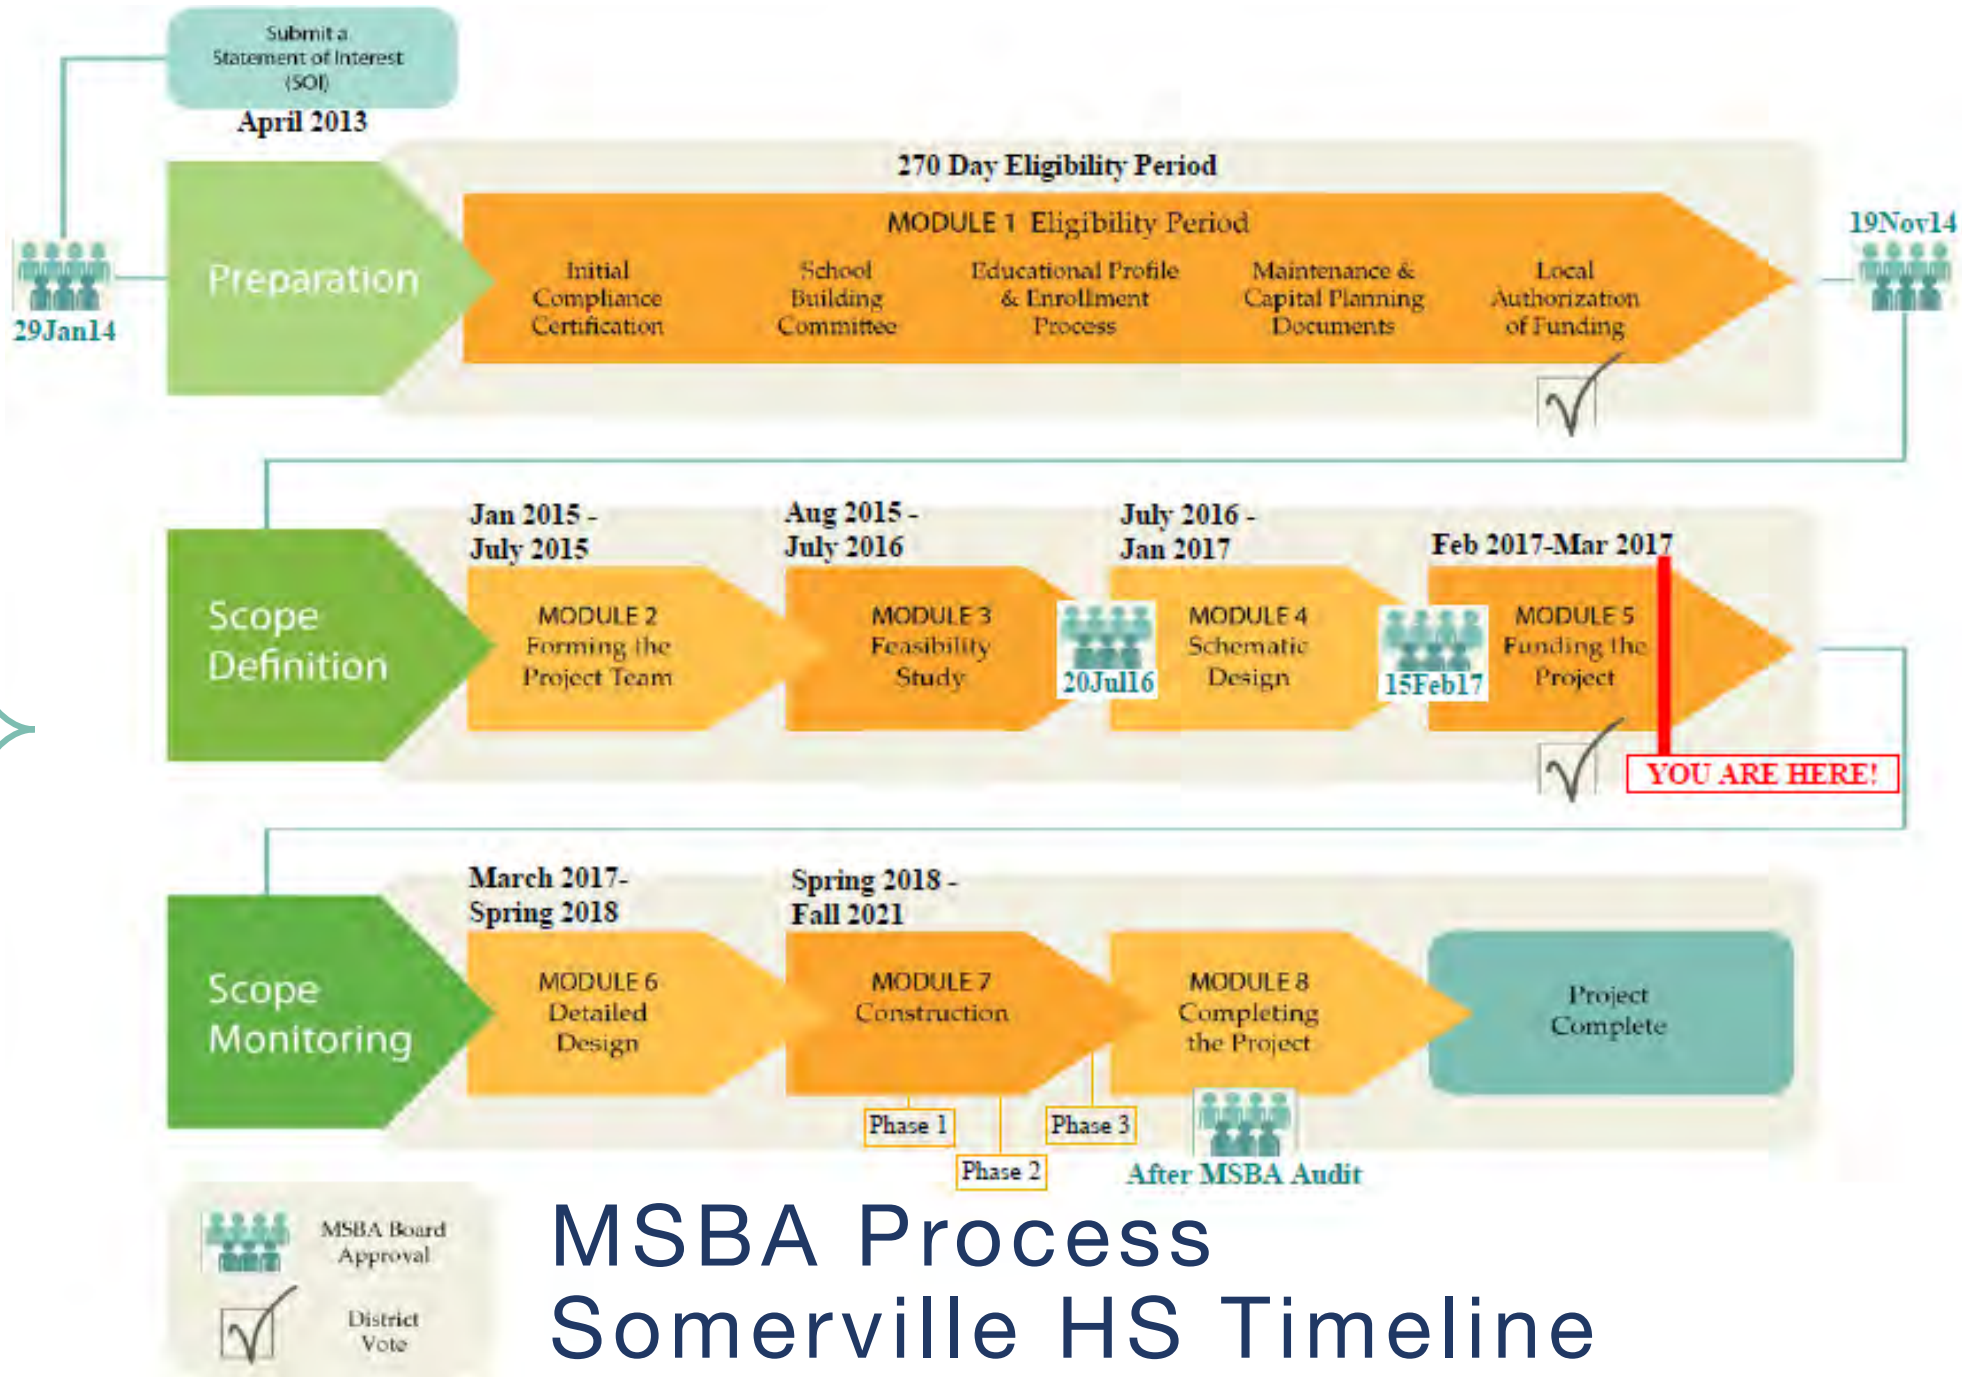 Submit a
Statement of Interest
(SOI)
April 2013
270 Day Eligibility Period
29Jan14
Preparation
MODULE 1 Eligibility Period
Initial
Compliance
Certification
School
Building
Committee
Educational Profile
& Enrollment
Process
Maintenance &
Capital Planning
Documents
Local
Authorization
of Funding
19Nov14
Scope
Definition
Jan 2015 -
July 2015
MODULE 2
Forming the
Project Team
Aug 2015 -
July 2016
MODULE 3
Feasibility
Study
20Jul16
July 2016 -
Jan 2017
MODULE 4
Schematic
Design
15Feb17
Feb 2017-Mar 2017
MODULE 5
Funding the
Project
YOU ARE HERE!
Scope
Monitoring
March 2017-
Spring 2018
MODULE 6
Detailed
Design
Spring 2018 -
Fall 2021
MODULE 7
Construction
Phase 1
Phase 2
Phase 3
MODULE 8
Completing
the Project
After MSBA Audit
Project
Complete
MSBA Board
Approval
District
Vote
MSBA Process
Somerville HS Timeline